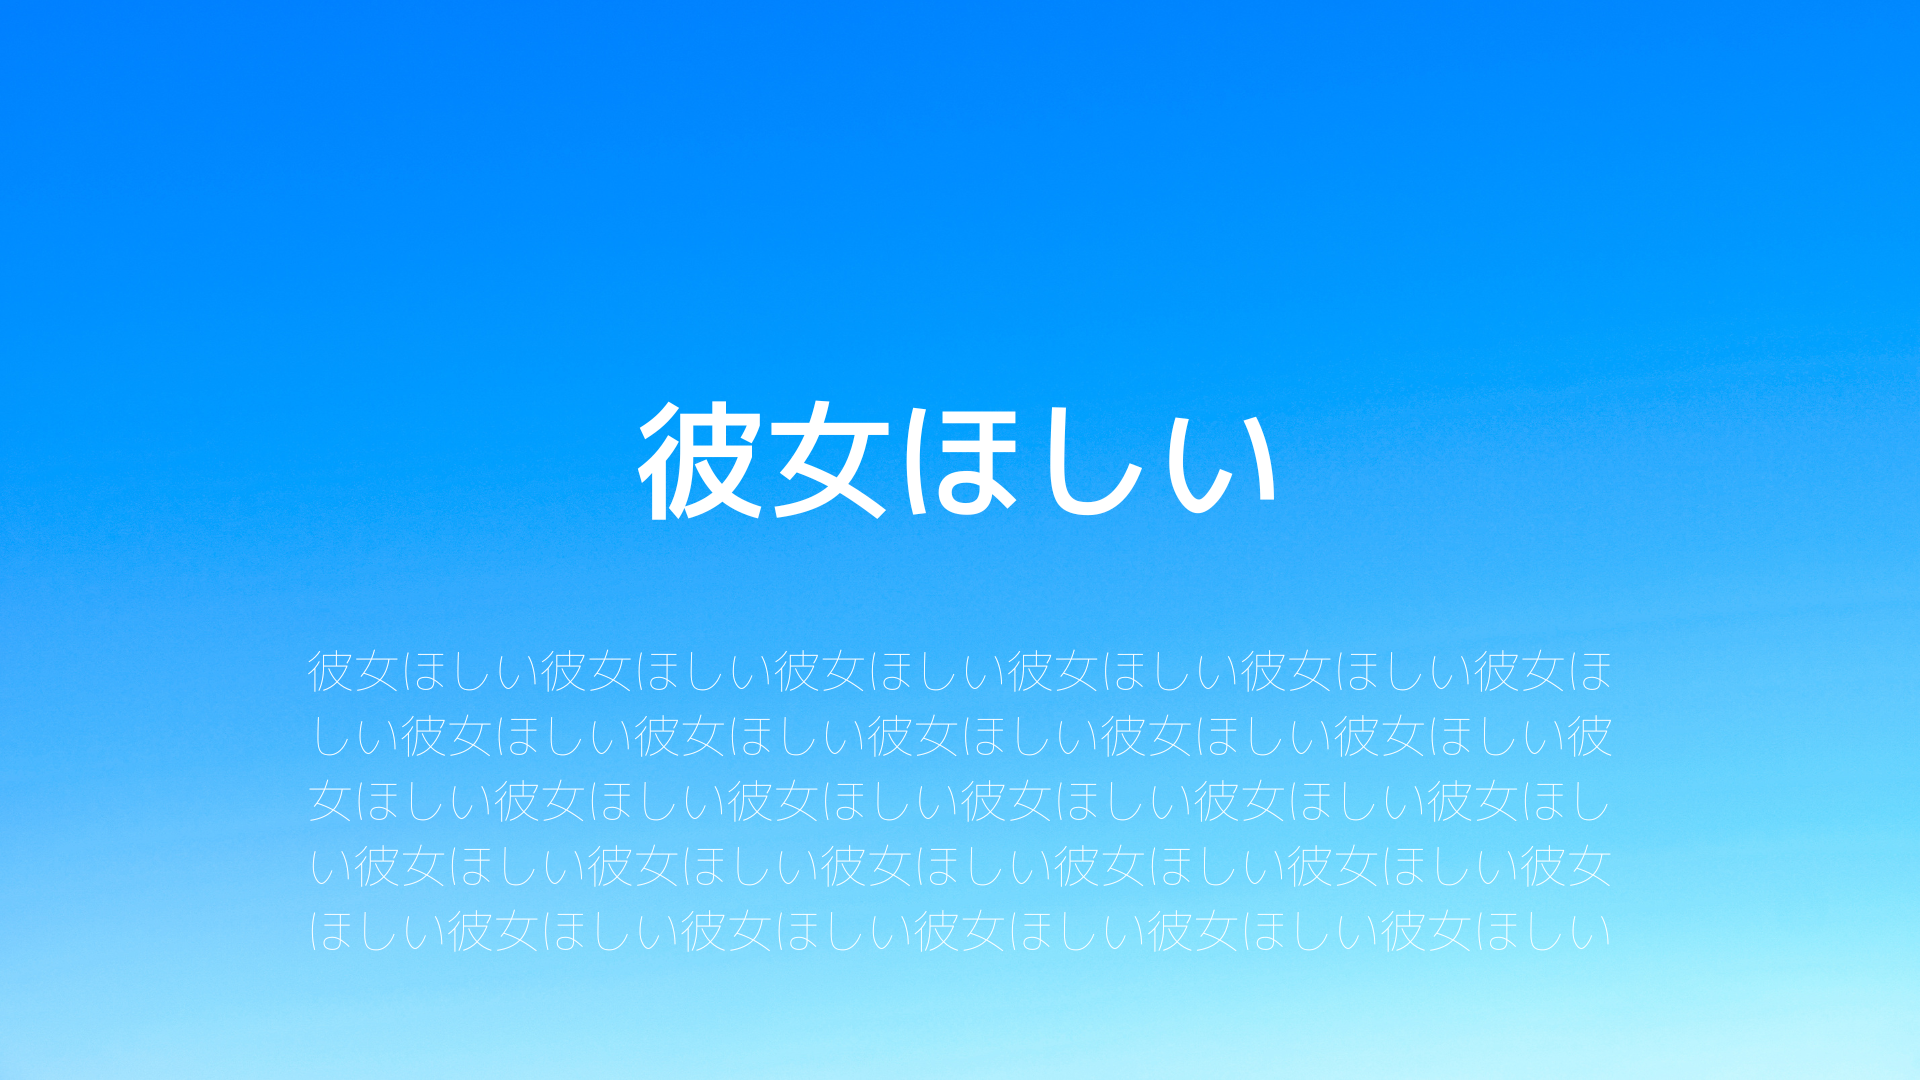 彼女ほしい
彼女ほしい彼女ほしい彼女ほしい彼女ほしい彼女ほしい彼女ほ
しい彼女ほしい彼女ほしい彼女ほしい彼女ほしい彼女ほしい彼
女ほしい彼女ほしい彼女ほしい彼女ほしい彼女ほしい彼女ほし
い彼女ほしい彼女ほしい彼女ほしい彼女ほしい彼女ほしい彼女
ほしい彼女ほしい彼女ほしい彼女ほしい彼女ほしい彼女ほしい